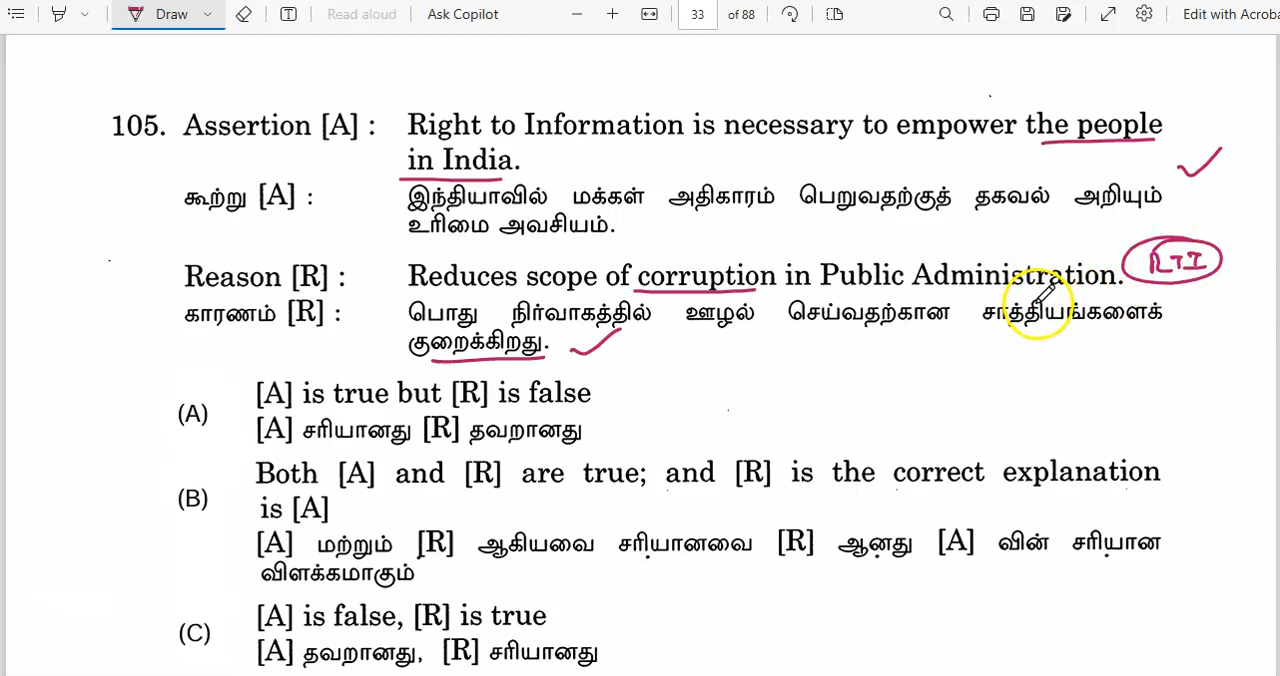 Draw
Read aloud
Ask Copilot
33
of 88
Edit with Acroba
105. Assertion [A] : Right to Information is necessary to empower the people
in India.
கூற்று [A] : இந்தியாவில் மக்கள் அதிகாரம் பெறுவதற்குத் தகவல் அறியும்
உரிமை அவசியம்.
Reason [R] : Reduces scope of corruption in Public Administration. RTI
காரணம் [R] : பொது நிர்வாகத்தில் ஊழல் செய்வதற்கான சாத்தியங்களைக்
குறைக்கிறது.
(A) [A] is true but [R] is false
[A] சரியானது [R] தவறானது
(B) Both [A] and [R] are true; and [R] is the correct explanation
is [A]
[A] மற்றும் [R] ஆகியவை சரியானவை [R] ஆனது [A] வின் சரியான
விளக்கமாகும்
(C) [A] is false, [R] is true
[A] தவறானது, [R] சரியானது